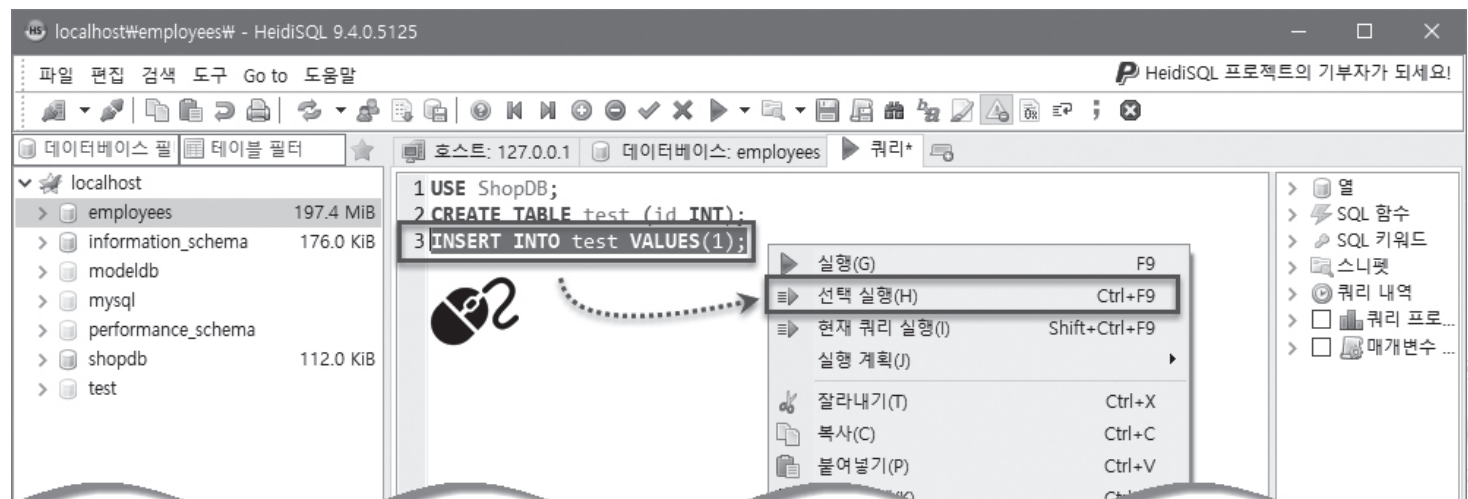 localhost₩employees₩ - HeidiSQL 9.4.0.5125
파일 편집 검색 도구 Go to 도움말
HeidiSQL 프로젝트의 기부자가 되세요!
데이터베이스 필 테이블 필터
호스트: 127.0.0.1 데이터베이스: employees 쿼리*
localhost
employees 197.4 MiB
information_schema 176.0 KiB
modeldb
mysql
performance_schema
shopdb 112.0 KiB
test
1 USE ShopDB;
2 CREATE TABLE test (id INT);
3 INSERT INTO test VALUES(1);
실행(G) F9
선택 실행(H) Ctrl+F9
현재 쿼리 실행(I) Shift+Ctrl+F9
실행 계획(J)
잘라내기(T) Ctrl+X
복사(C) Ctrl+C
붙여넣기(P) Ctrl+V
열
SQL 함수
SQL 키워드
스니펫
쿼리 내역
쿼리 프로...
매개변수 ...